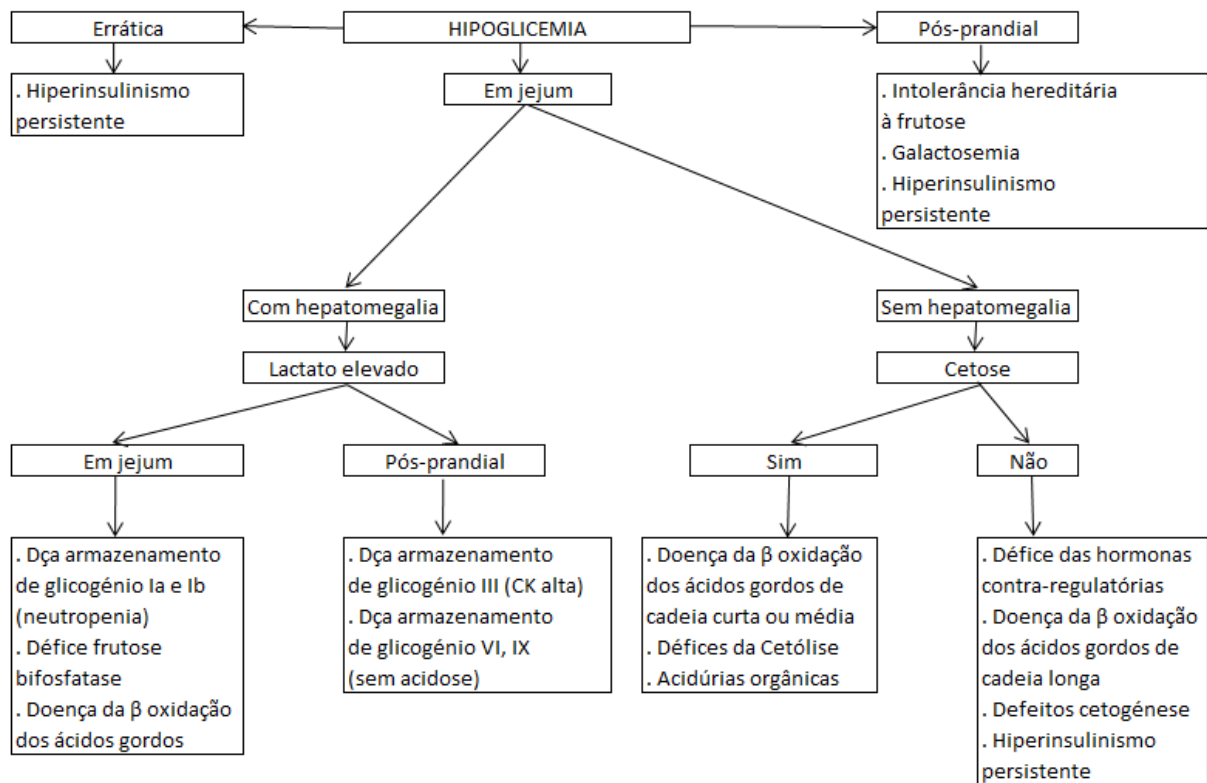 Errática
HIPOGLICEMIA
Pós-prandial
. Hiperinsulinismo
persistente
Em jejum
. Intolerância hereditária
à frutose
. Galactosemia
. Hiperinsulinismo
persistente
Com hepatomegalia
Sem hepatomegalia
Lactato elevado
Cetose
Em jejum
Pós-prandial
Sim
Não
. Dça armazenamento
de glicogénio Ia e Ib
(neutropenia)
. Défice frutose
bifosfatase
. Doença da β oxidação
dos ácidos gordos
. Dça armazenamento
de glicogénio III (CK alta)
. Dça armazenamento
de glicogénio VI, IX
(sem acidose)
. Doença da β oxidação
dos ácidos gordos de
cadeia curta ou média
. Défices da Cetólise
. Acidúrias orgânicas
. Défice das hormonas
contra-regulatórias
. Doença da β oxidação
dos ácidos gordos de
cadeia longa
. Defeitos cetogénese
. Hiperinsulinismo
persistente